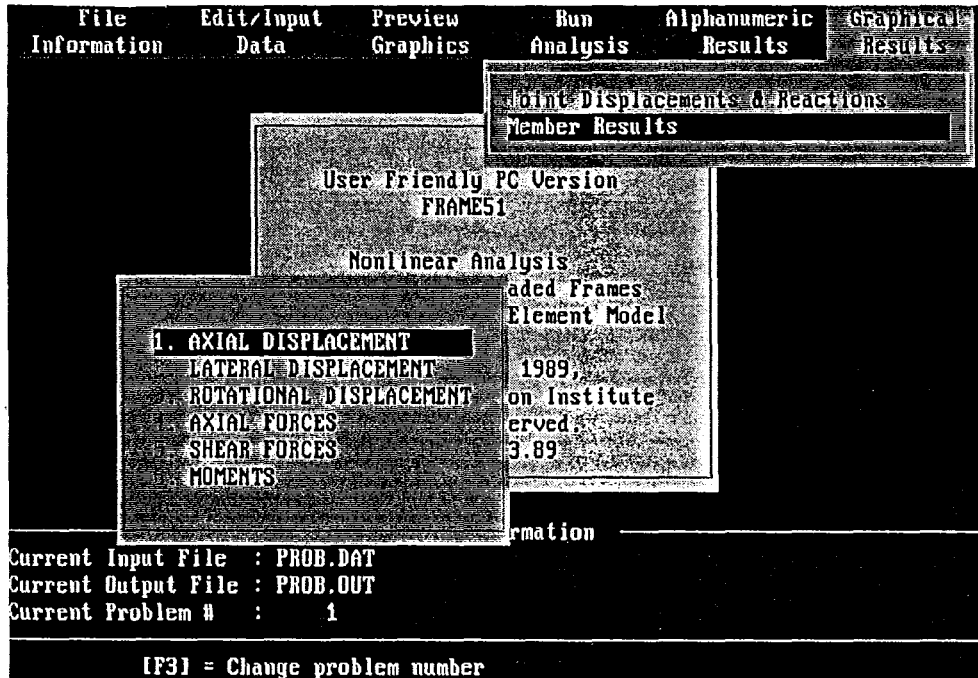 File Edit/Input Preview Run Alphanumeric Graphical
Information Data Graphics Analysis Results Results
Joint Displacements & Reactions
Member Results
User Friendly PC Version
FRAME51
Nonlinear Analysis
aded Frames
Element Model
1. AXIAL DISPLACEMENT
LATERAL DISPLACEMENT
ROTATIONAL DISPLACEMENT
AXIAL FORCES
SHEAR FORCES
MOMENTS
1989,
on Institute
erved.
3.89
rmation
Current Input File : PROB.DAT
Current Output File : PROB.OUT
Current Problem # : 1
[F3] = Change problem number